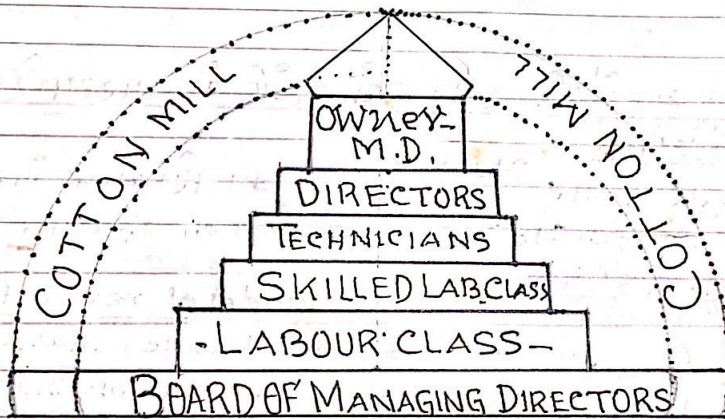 COTTON MILL
COTTON MILL
OWNER-
M.D.
DIRECTORS
TECHNICIANS
SKILLED LAB.CLASS
-LABOUR CLASS-
BOARD OF MANAGING DIRECTORS